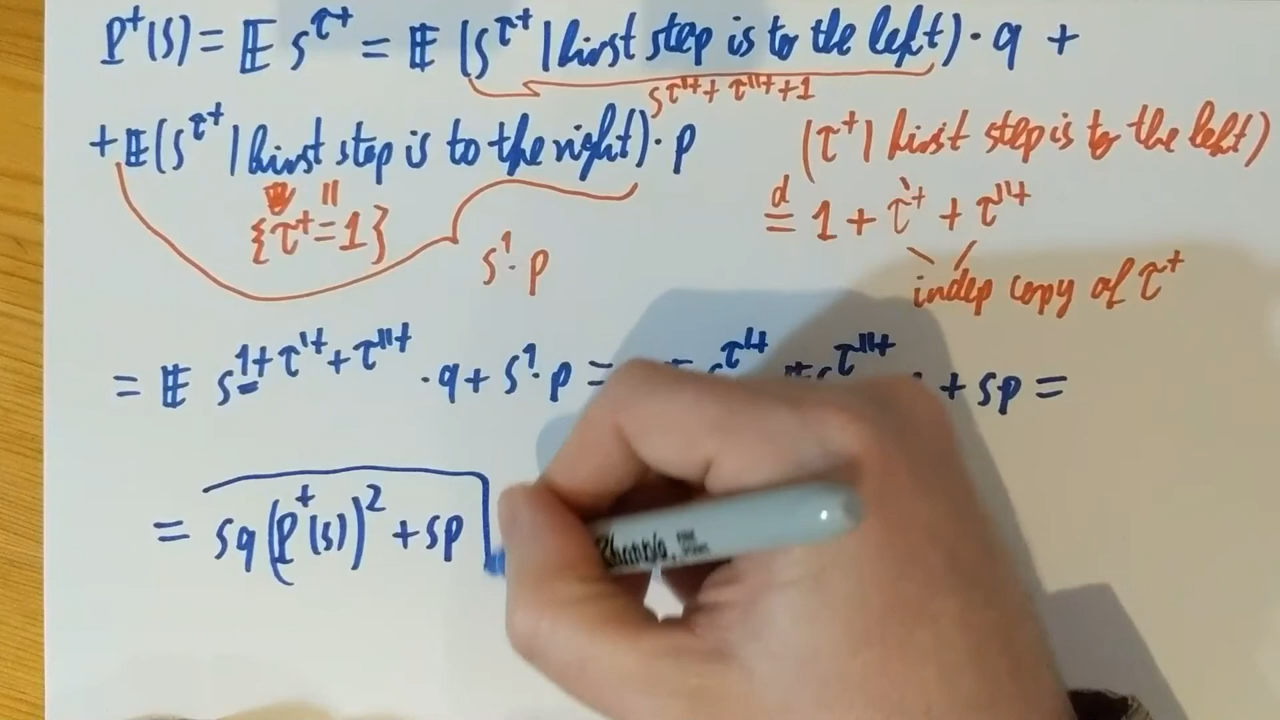 P⁺(s) = 𝔼 s^{τ⁺} = 𝔼 (s^{τ⁺} | first step is to the left) · q +
s^{τ'⁺ + τ''⁺ + 1}
+ 𝔼(s^{τ⁺} | first step is to the right) · p
(τ⁺ | first step is to the left)
{τ⁺ = 1}
s¹ · p
=ᵈ 1 + τ'⁺ + τ''⁺
indep copy of τ⁺
= 𝔼 s^{1 + τ'⁺ + τ''⁺} · q + s¹ · p = s^{τ'⁺} 𝔼 s^{τ''⁺} + sp =
= sq (P⁺(s))² + sp